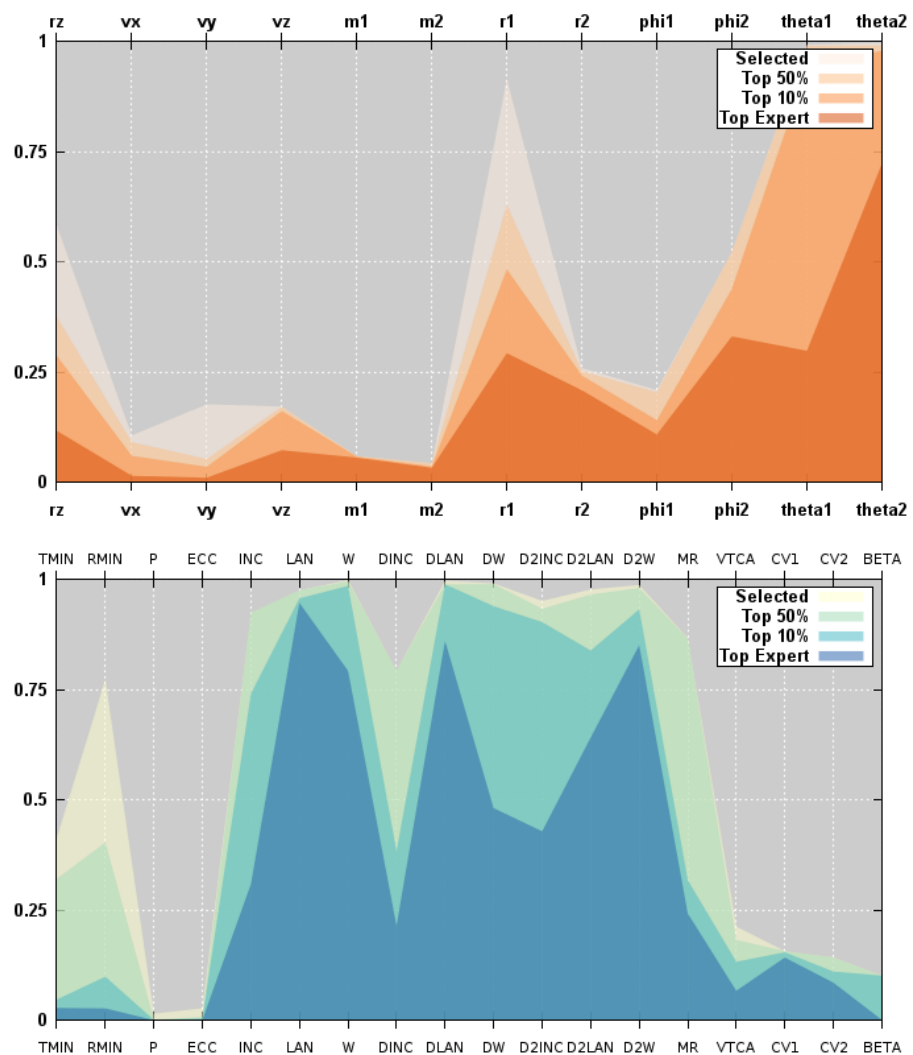 rz vx vy vz m1 m2 r1 r2 phi1 phi2 theta1 theta2
1
Selected
Top 50%
Top 10%
Top Expert
0.75
0.5
0.25
0
rz vx vy vz m1 m2 r1 r2 phi1 phi2 theta1 theta2
TMIN RMIN P ECC INC LAN W DINC DLAN DW D2INC D2LAN D2W MR VTCA CV1 CV2 BETA
1
Selected
Top 50%
Top 10%
Top Expert
0.75
0.5
0.25
0
TMIN RMIN P ECC INC LAN W DINC DLAN DW D2INC D2LAN D2W MR VTCA CV1 CV2 BETA